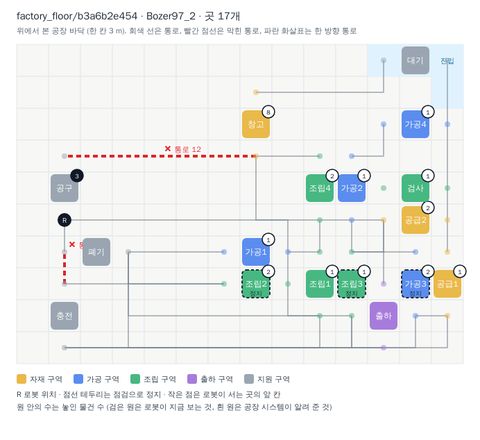 factory_floor/b3a6b2e454 · Bozer97_2 · 곳 17개
위에서 본 공장 바닥 (한 칸 3 m). 회색 선은 통로, 빨간 점선은 막힌 통로, 파란 화살표는 한 방향 통로
대기
진입
창고 8
가공4 1
✖ 통로 12
공구 3
조립4 2
가공2 1
검사 1
공급2 2
R
✖
폐기
가공1 1
조립2 2
정지
조립1 1
조립3 1
정지
가공3 2
정지
공급1 1
충전
출하
자재 구역
가공 구역
조립 구역
출하 구역
지원 구역
R 로봇 위치 · 점선 테두리는 점검으로 정지 · 작은 점은 로봇이 서는 곳의 앞 칸
원 안의 수는 놓인 물건 수 (검은 원은 로봇이 지금 보는 것, 흰 원은 공장 시스템이 알려 준 것)